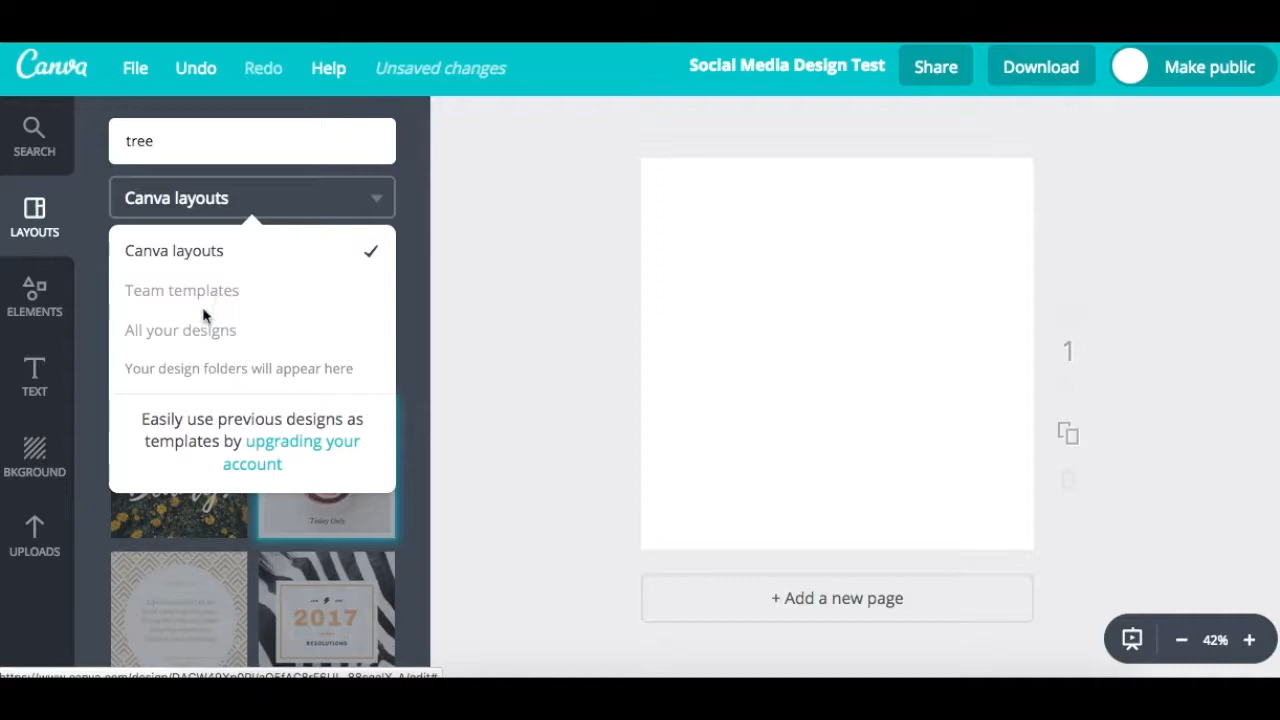 Canva
File
Undo
Redo
Help
Unsaved changes
Social Media Design Test
Share
Download
Make public
SEARCH
LAYOUTS
ELEMENTS
TEXT
BKGROUND
UPLOADS
tree
Canva layouts
Canva layouts
Team templates
All your designs
Your design folders will appear here
Easily use previous designs as
templates by upgrading your
account
Today Only
2017
RESOLUTIONS
1
+ Add a new page
42%